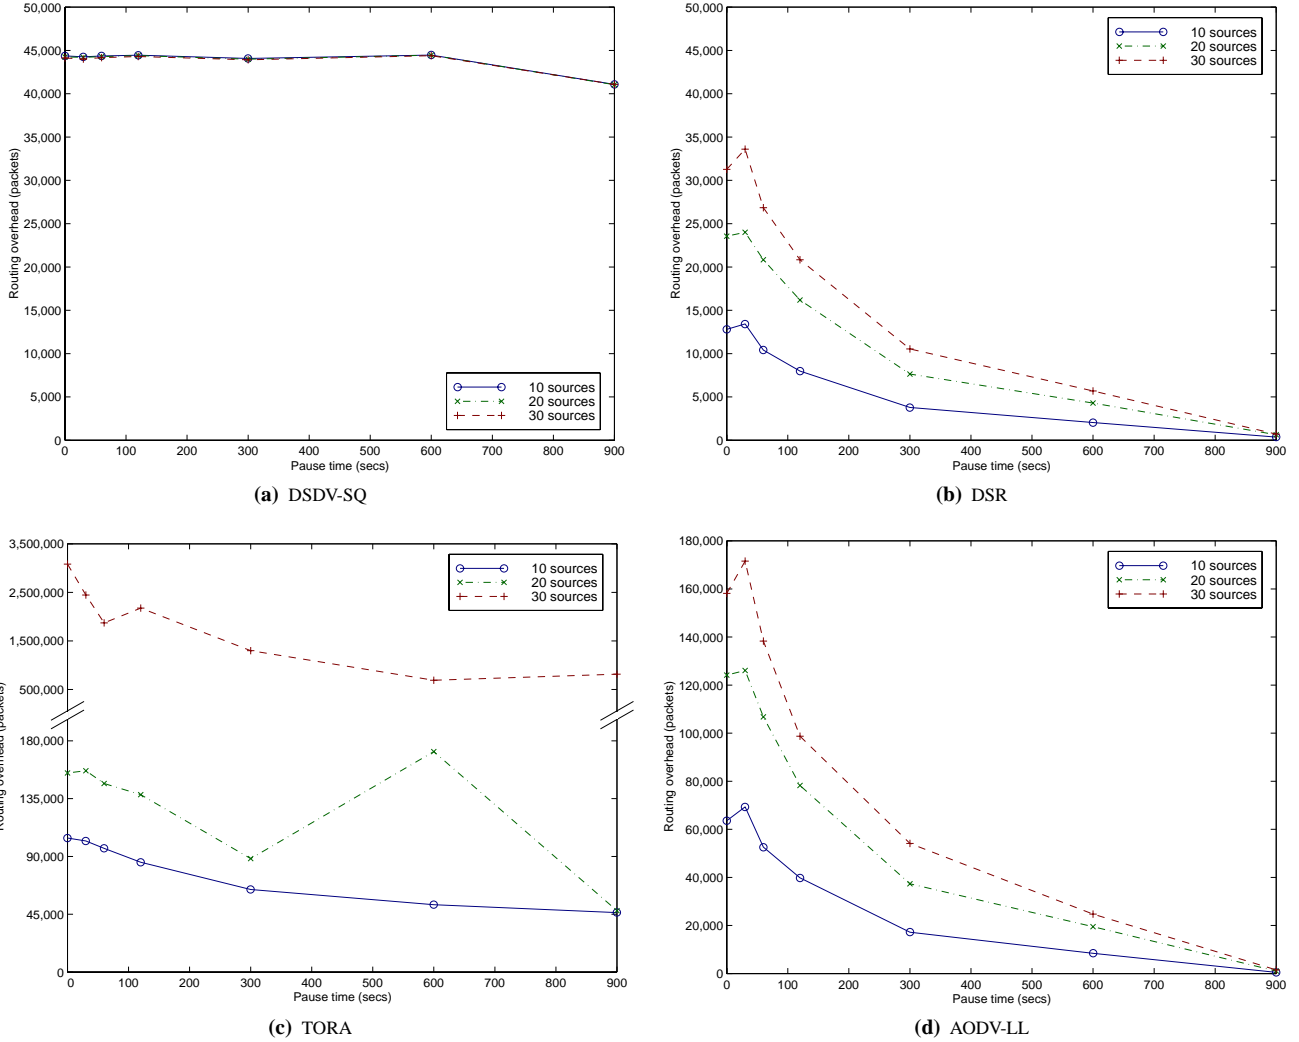 50,000
45,000
40,000
35,000
30,000
25,000
20,000
15,000
10,000
5,000
0
Routing overhead (packets)
10 sources
20 sources
30 sources
0 100 200 300 400 500 600 700 800 900
Pause time (secs)
(a) DSDV-SQ
50,000
45,000
40,000
35,000
30,000
25,000
20,000
15,000
10,000
5,000
0
Routing overhead (packets)
10 sources
20 sources
30 sources
0 100 200 300 400 500 600 700 800 900
Pause time (secs)
(b) DSR
3,500,000
2,500,000
1,500,000
500,000
180,000
135,000
90,000
45,000
0
Routing overhead (packets)
10 sources
20 sources
30 sources
0 100 200 300 400 500 600 700 800 900
Pause time (secs)
(c) TORA
180,000
160,000
140,000
120,000
100,000
80,000
60,000
40,000
20,000
0
Routing overhead (packets)
10 sources
20 sources
30 sources
0 100 200 300 400 500 600 700 800 900
Pause time (secs)
(d) AODV-LL